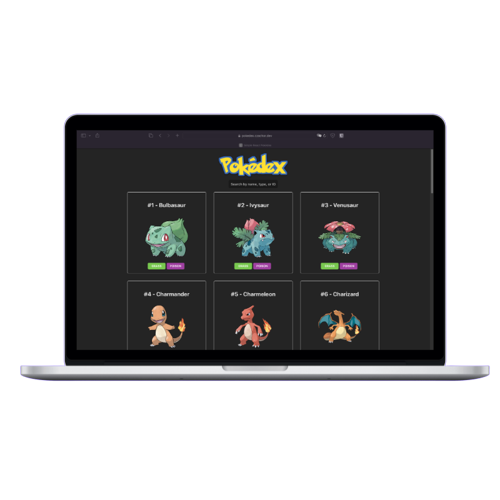 Pokédex
Search by name, type, or ID
#1 - Bulbasaur
#2 - Ivysaur
#3 - Venusaur
GRASS POISON
GRASS POISON
GRASS POISON
#4 - Charmander
#5 - Charmeleon
#6 - Charizard